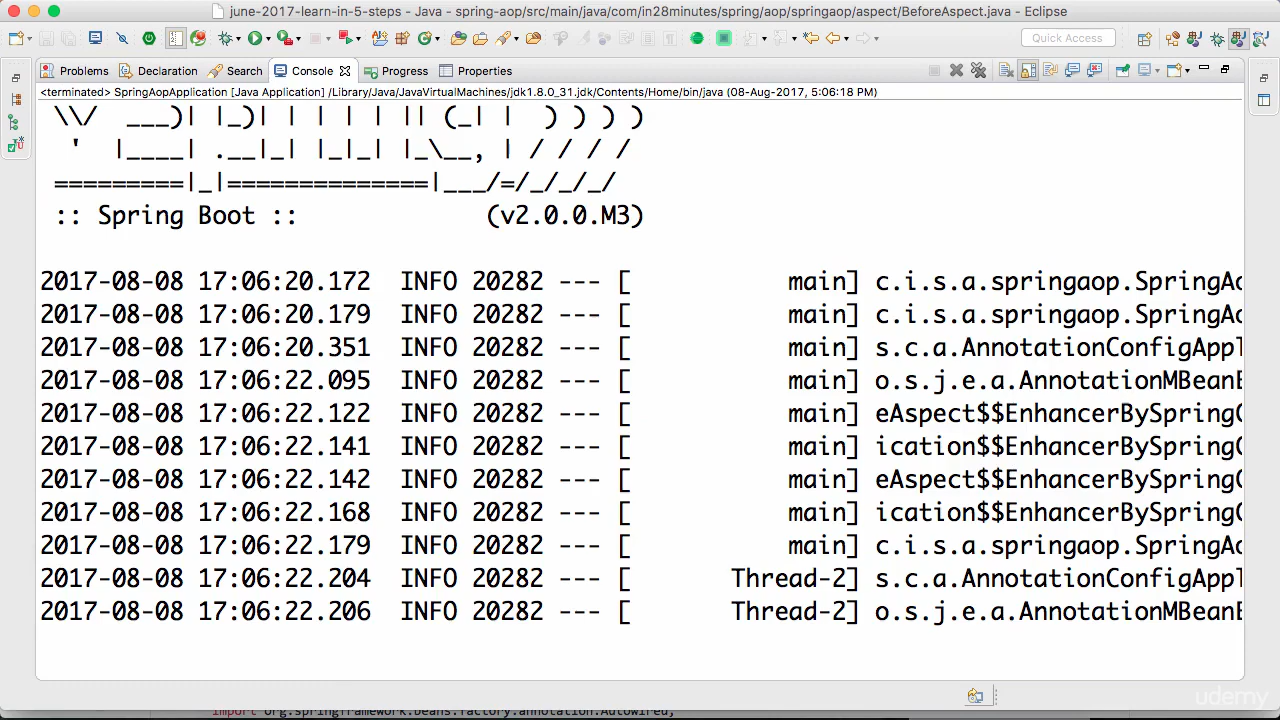 june-2017-learn-in-5-steps - Java - spring-aop/src/main/java/com/in28minutes/spring/aop/springaop/aspect/BeforeAspect.java - Eclipse
Quick Access
Problems Declaration Search Console Progress Properties
<terminated> SpringAopApplication [Java Application] /Library/Java/JavaVirtualMachines/jdk1.8.0_31.jdk/Contents/Home/bin/java (08-Aug-2017, 5:06:18 PM)
\\/  ___)| |_)| | | | | || (_| |  ) ) ) )
'  |____| .__|_| |_|_| |_\__, | / / / /
=========|_|==============|___/=/_/_/_/
:: Spring Boot :: (v2.0.0.M3)
2017-08-08 17:06:20.172 INFO 20282 --- [ main] c.i.s.a.springaop.SpringAo
2017-08-08 17:06:20.179 INFO 20282 --- [ main] c.i.s.a.springaop.SpringAo
2017-08-08 17:06:20.351 INFO 20282 --- [ main] s.c.a.AnnotationConfigAppl
2017-08-08 17:06:22.095 INFO 20282 --- [ main] o.s.j.e.a.AnnotationMBeanE
2017-08-08 17:06:22.122 INFO 20282 --- [ main] eAspect$$EnhancerBySpringC
2017-08-08 17:06:22.141 INFO 20282 --- [ main] ication$$EnhancerBySpringC
2017-08-08 17:06:22.142 INFO 20282 --- [ main] eAspect$$EnhancerBySpringC
2017-08-08 17:06:22.168 INFO 20282 --- [ main] ication$$EnhancerBySpringC
2017-08-08 17:06:22.179 INFO 20282 --- [ main] c.i.s.a.springaop.SpringAo
2017-08-08 17:06:22.204 INFO 20282 --- [ Thread-2] s.c.a.AnnotationConfigAppl
2017-08-08 17:06:22.206 INFO 20282 --- [ Thread-2] o.s.j.e.a.AnnotationMBeanE
udemy
import org.springframework.beans.factory.annotation.Autowired;